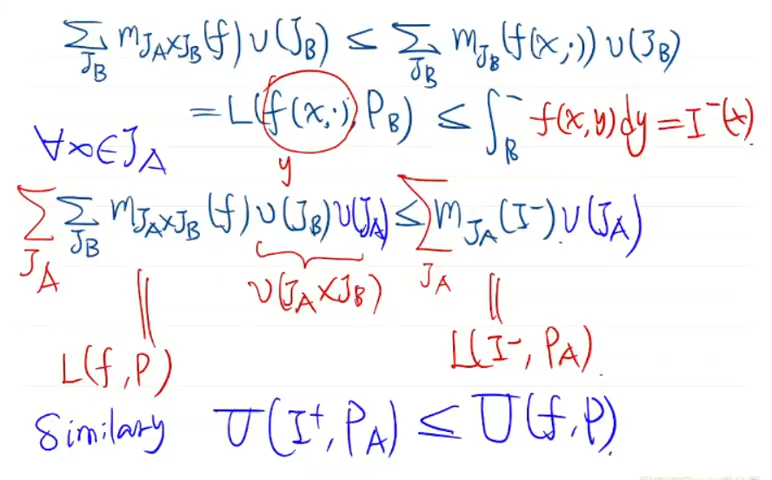 ∑_{J_B} m_{J_A×J_B}(f) υ(J_B) ≤ ∑_{J_B} m_{J_B}(f(x,·)) υ(J_B)
= L(f(x,·), P_B) ≤ ∫_B^- f(x,y)dy = I^-(x).
∀x∈J_A
y
∑_{J_A} ∑_{J_B} m_{J_A×J_B}(f) υ(J_B) υ(J_A) ≤ ∑_{J_A} m_{J_A}(I^-) υ(J_A)
υ(J_A×J_B)
|| ||
L(f,P) L(I^-, P_A).
Similary U(I^+, P_A) ≤ U(f,P).